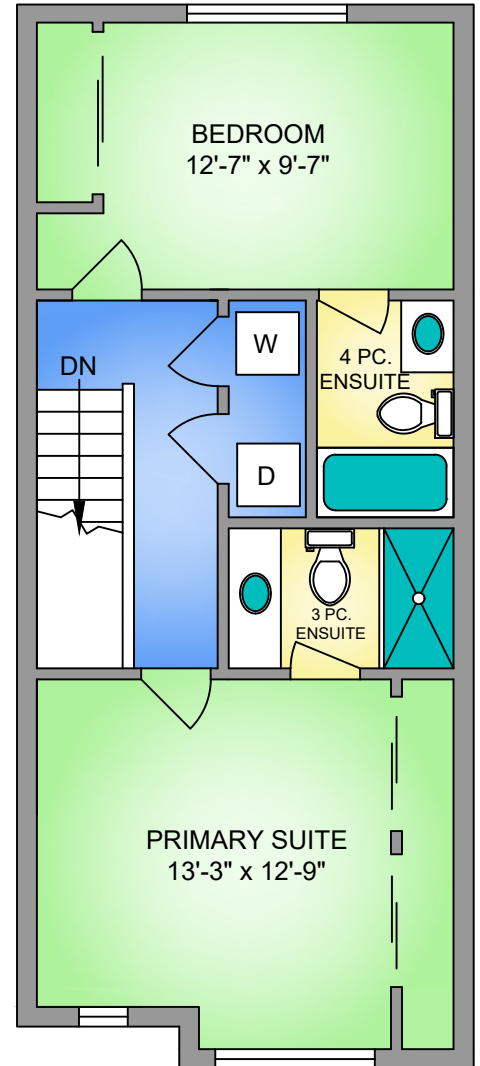 BEDROOM
12'-7" x 9'-7"
DN
W
4 PC.
ENSUITE
D
3 PC.
ENSUITE
PRIMARY SUITE
13'-3" x 12'-9"